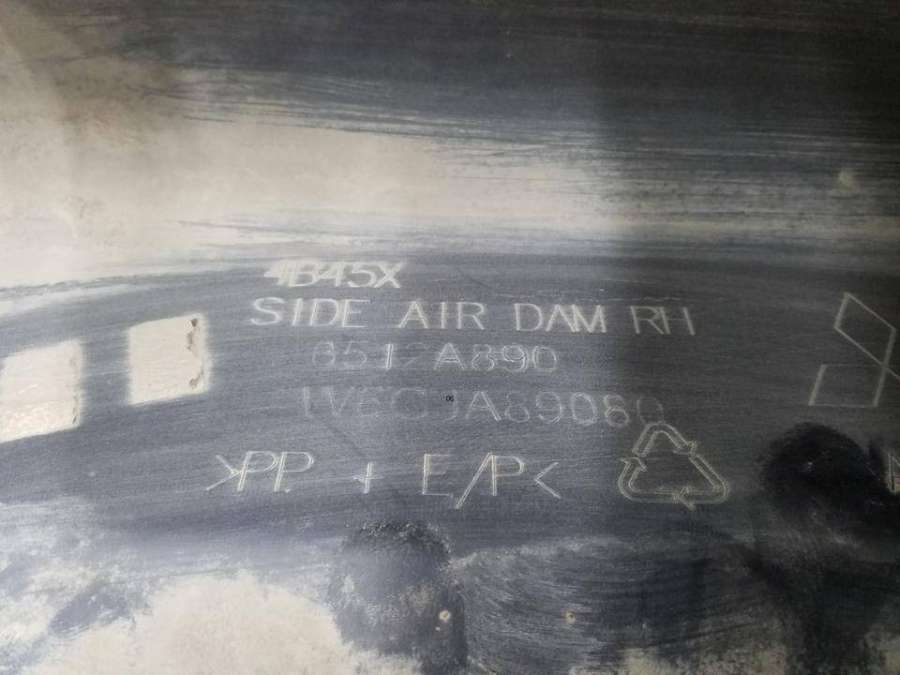 4B45X
SIDE AIR DAM RH
6512A890
>PP + E/P<